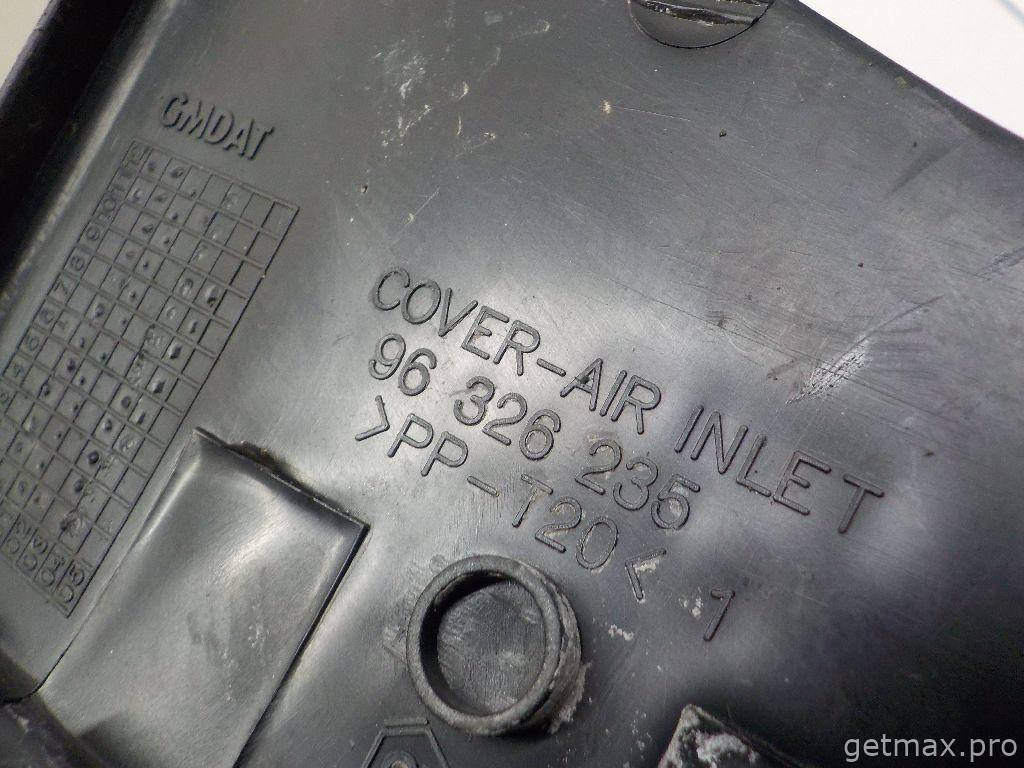 GMDAT
COVER-AIR INLET
96 326 235
>PP-T20< 1
getmax.pro